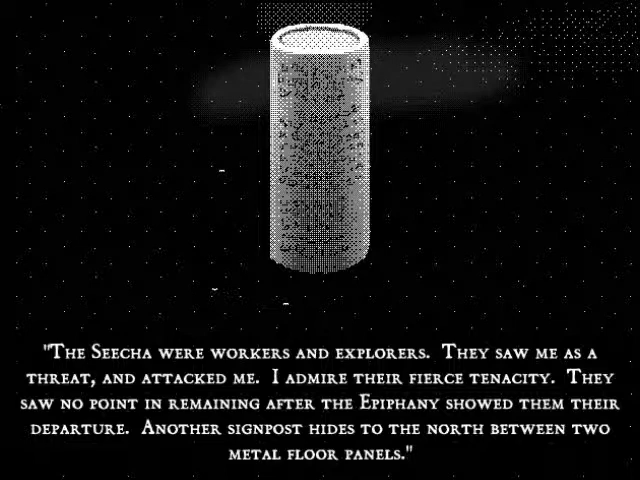 "The Seecha were workers and explorers. They saw me as a
threat, and attacked me. I admire their fierce tenacity. They
saw no point in remaining after the Epiphany showed them their
departure. Another signpost hides to the north between two
metal floor panels."